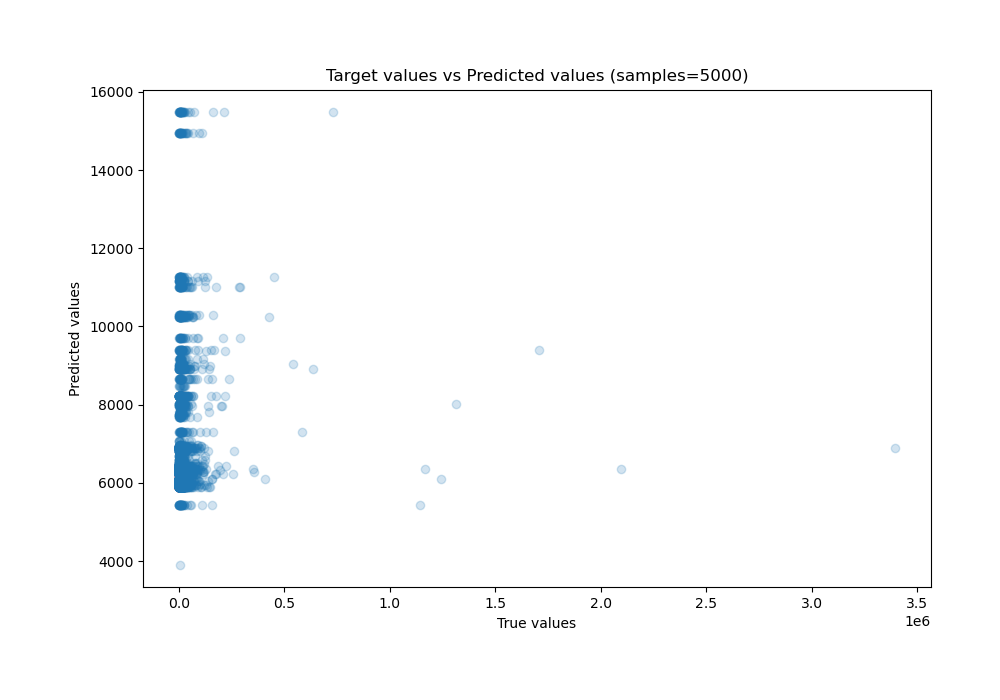 Target values vs Predicted values (samples=5000)
16000
14000
12000
10000
8000
6000
4000
Predicted values
0.0 0.5 1.0 1.5 2.0 2.5 3.0 3.5
1e6
True values